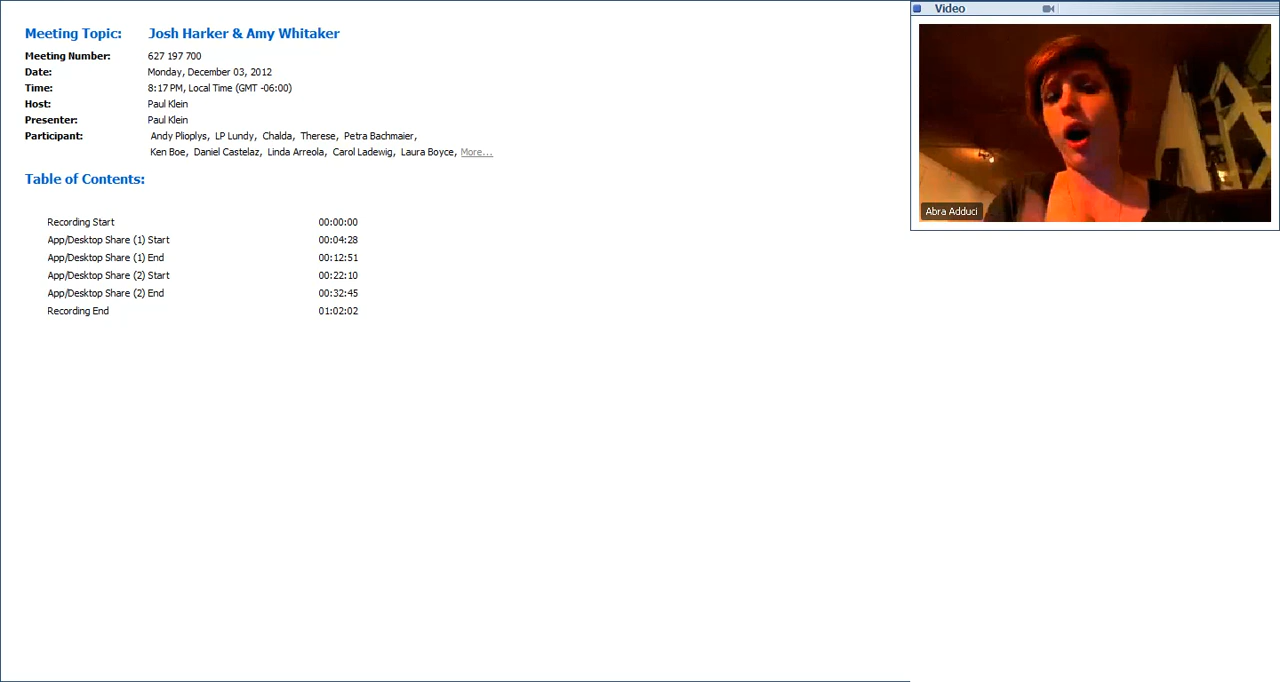 Meeting Topic: Josh Harker & Amy Whitaker
Meeting Number: 627 197 700
Date: Monday, December 03, 2012
Time: 8:17 PM, Local Time (GMT -06:00)
Host: Paul Klein
Presenter: Paul Klein
Participant: Andy Plioplys, LP Lundy, Chalda, Therese, Petra Bachmaier,
Ken Boe, Daniel Castelaz, Linda Arreola, Carol Ladewig, Laura Boyce, More...
Table of Contents:
Recording Start 00:00:00
App/Desktop Share (1) Start 00:04:28
App/Desktop Share (1) End 00:12:51
App/Desktop Share (2) Start 00:22:10
App/Desktop Share (2) End 00:32:45
Recording End 01:02:02
Video
Abra Adduci